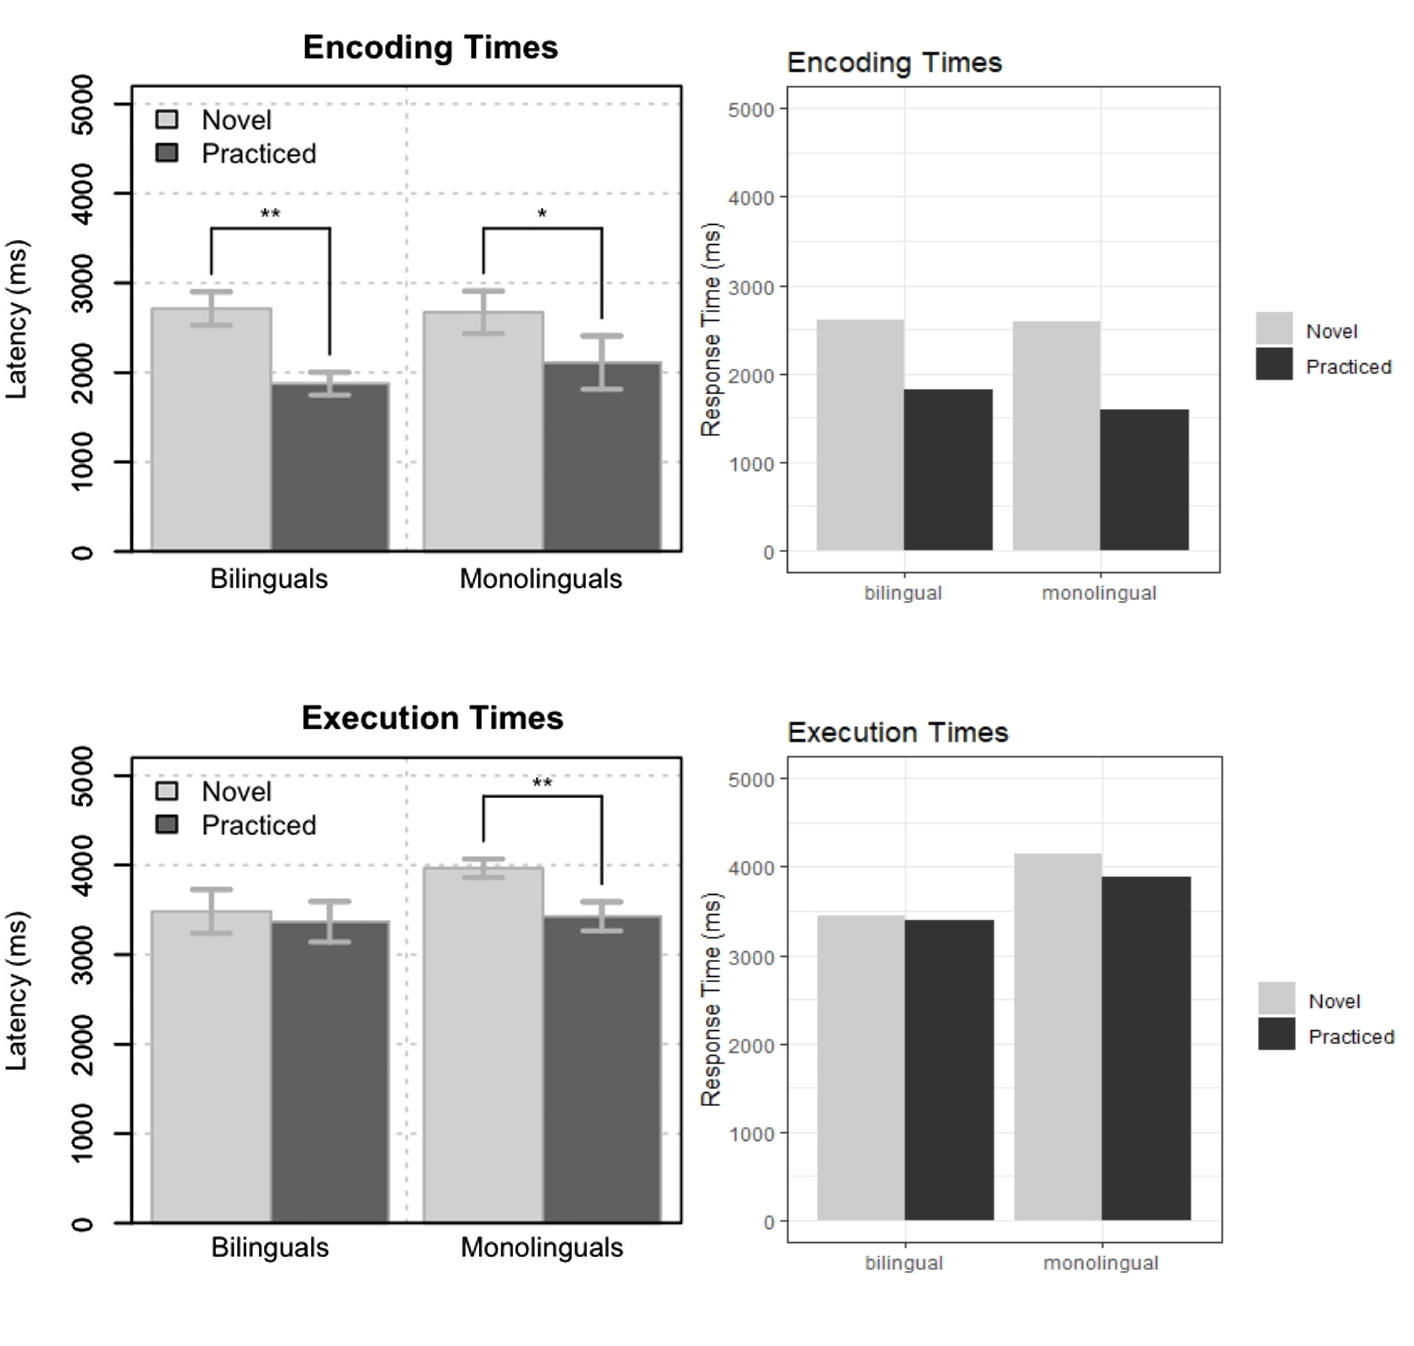 Encoding Times
5000
4000
3000
2000
1000
0
Latency (ms)
Novel
Practiced
**
*
Bilinguals
Monolinguals
Encoding Times
5000
4000
3000
2000
1000
0
Response Time (ms)
bilingual
monolingual
Novel
Practiced
Execution Times
5000
4000
3000
2000
1000
0
Latency (ms)
Novel
Practiced
**
Bilinguals
Monolinguals
Execution Times
5000
4000
3000
2000
1000
0
Response Time (ms)
bilingual
monolingual
Novel
Practiced